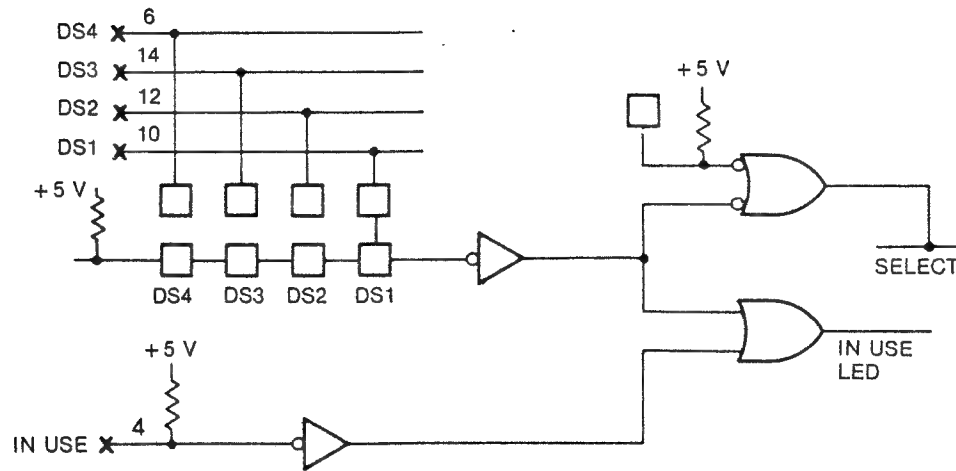 DS4 6
DS3 14
DS2 12
DS1 10
+5 V
+5 V
DS4 DS3 DS2 DS1
SELECT
+5 V
IN USE
LED
IN USE 4